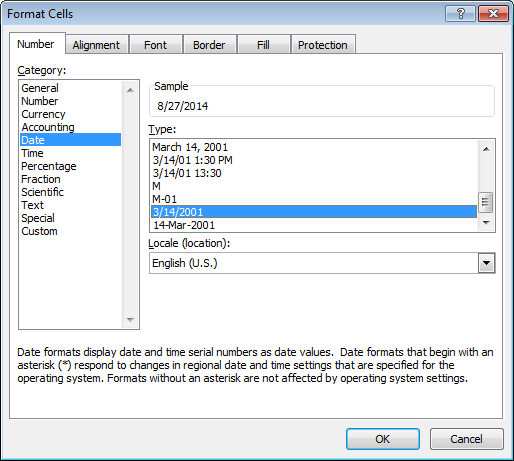 Format Cells
Number Alignment Font Border Fill Protection
Category:
General
Number
Currency
Accounting
Date
Time
Percentage
Fraction
Scientific
Text
Special
Custom
Sample
8/27/2014
Type:
March 14, 2001
3/14/01 1:30 PM
3/14/01 13:30
M
M-01
3/14/2001
14-Mar-2001
Locale (location):
English (U.S.)
Date formats display date and time serial numbers as date values.  Date formats that begin with an
asterisk (*) respond to changes in regional date and time settings that are specified for the
operating system. Formats without an asterisk are not affected by operating system settings.
OK Cancel